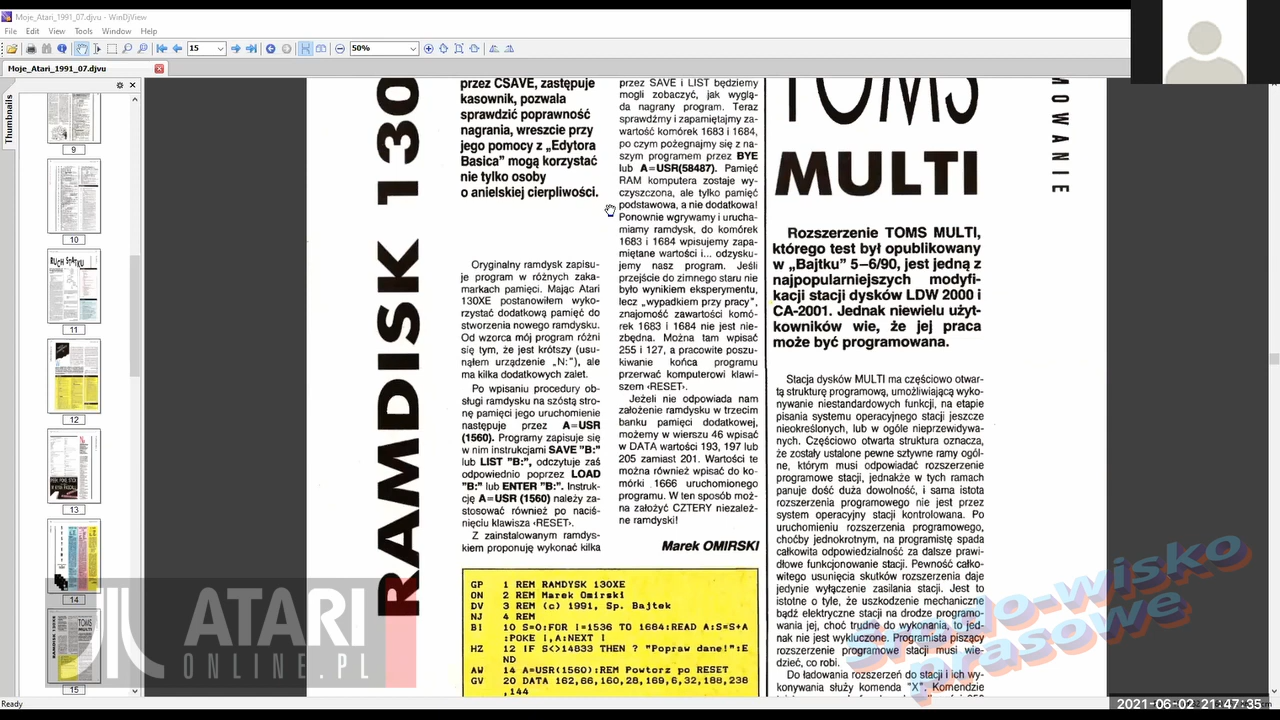 Moje_Atari_1991_07.djvu - WinDjView
File Edit View Tools Window Help
15
50%
Moje_Atari_1991_07.djvu
Thumbnails
9
10
11
12
13
14
15
RAMDISK 130
przez CSAVE, zastępuje
kasownik, pozwala
sprawdzić poprawność
nagrania, wreszcie przy
jego pomocy z „Edytora
Basica” mogą korzystać
nie tylko osoby
o anielskiej cierpliwości.
Oryginalny ramdysk zapisu-
je program w różnych zaka-
markach pamięci. Mając Atari
130XE postanowiłem wyko-
rzystać dodatkową pamięć do
stworzenia nowego ramdysku.
Od wzorca mój program różni
się tym, że jest krótszy (usu-
nąłem urządzenie „N:”), ale
ma kilka dodatkowych zalet.
Po wpisaniu procedury ob-
sługi ramdysku na szóstą stro-
nę pamięci jego uruchomienie
następuje przez A=USR
(1560). Programy zapisuje się
w nim instrukcjami SAVE "B:"
lub LIST "B:", odczytuje zaś
odpowiednio poprzez LOAD
"B:" lub ENTER "B:". Instruk-
cję A=USR (1560) należy za-
stosować również po naciś-
nięciu klawisza ‹RESET›.
Z zainstalowanym ramdys-
kiem proponuję wykonać kilka
przez SAVE i LIST będziemy
mogli zobaczyć, jak wyglą-
da nagrany program. Teraz
sprawdźmy i zapamiętajmy za-
wartość komórek 1683 i 1684,
po czym pożegnajmy się z na-
szym programem przez BYE
lub A=USR(58487). Pamięć
RAM komputera zostaje wy-
czyszczona, ale tylko pamięć
podstawowa, a nie dodatkowa!
Ponownie wgrywamy i urucha-
miamy ramdysk, do komórek
1683 i 1684 wpisujemy zapa-
miętane wartości i... odzysku-
jemy nasz program. Jeśli
przejście do zimnego staru nie
było wynikiem eksperymentu,
lecz „wypadkiem przy pracy”,
znajomość zawartości komó-
rek 1683 i 1684 nie jest nie-
zbędna. Można tam wpisać
255 i 127, a pracowite poszu-
kiwanie końca programu
przerwać komputerowi klawi-
szem ‹RESET›.
Jeżeli nie odpowiada nam
założenie ramdysku w trzecim
banku pamięci dodatkowej,
możemy w wierszu 46 wpisać
w DATA wartości 193, 197 lub
205 zamiast 201. Wartości te
można również wpisać do ko-
mórki 1666 uruchomionego
programu. W ten sposób moż-
na założyć CZTERY niezależ-
ne ramdyski!
Marek OMIRSKI
GP 1 REM RAMDYSK 130XE
ON 2 REM Marek Omirski
DV 3 REM (c) 1991, Sp. Bajtek
NJ 4 REM
BI 10 S=0:FOR I=1536 TO 1684:READ A:S=S+A
:POKE I,A:NEXT I
HZ 12 IF S<>14833 THEN ? "Popraw dane!":E
ND
AW 14 A=USR(1560):REM Powtorz po RESET
GV 20 DATA 162,66,160,28,169,6,32,188,238
,144
TOMS
MULTI
MOWANIE
Rozszerzenie TOMS MULTI,
którego test był opublikowany
w „Bajtku” 5–6/90, jest jedną z
najpopularniejszych modyfi-
kacji stacji dysków LDW 2000 i
CA-2001. Jednak niewielu użyt-
kowników wie, że jej praca
może być programowana.
Stacja dysków MULTI ma częściowo otwar-
tą strukturę programową, umożliwiającą wyko-
nywanie niestandardowych funkcji, na etapie
pisania systemu operacyjnego stacji jeszcze
nieokreślonych, lub w ogóle nieprzewidywa-
nych. Częściowo otwarta struktura oznacza,
że zostały ustalone pewne sztywne ramy ogól-
ne, którym musi odpowiadać rozszerzenie
programowe stacji, jednakże w tych ramach
panuje dość duża dowolność, i sama istota
rozszerzenia programowego nie jest przez
system operacyjny stacji kontrolowana. Po
uruchomieniu rozszerzenia programowego,
choćby jednokrotnym, na programistę spada
całkowita odpowiedzialność za dalsze prawi-
dłowe funkcjonowanie stacji. Pewność całko-
witego usunięcia skutków rozszerzenia daje
jedynie wyłączenie zasilania stacji. Jest to
istotne o tyle, że uszkodzenie mechaniczne
bądź elektryczne stacji na drodze programo-
wania jej, choć trudne do wykonania, to jed-
nak nie jest wykluczone. Programista piszący
rozszerzenie programowe stacji musi wie-
dzieć, co robi.
Do ładowania rozszerzeń do stacji i ich wy-
konywania służy komenda "X". Komendzie
ATARI
ONLINE.PL
prasowe
Ready
2021-06-02 21:47:35